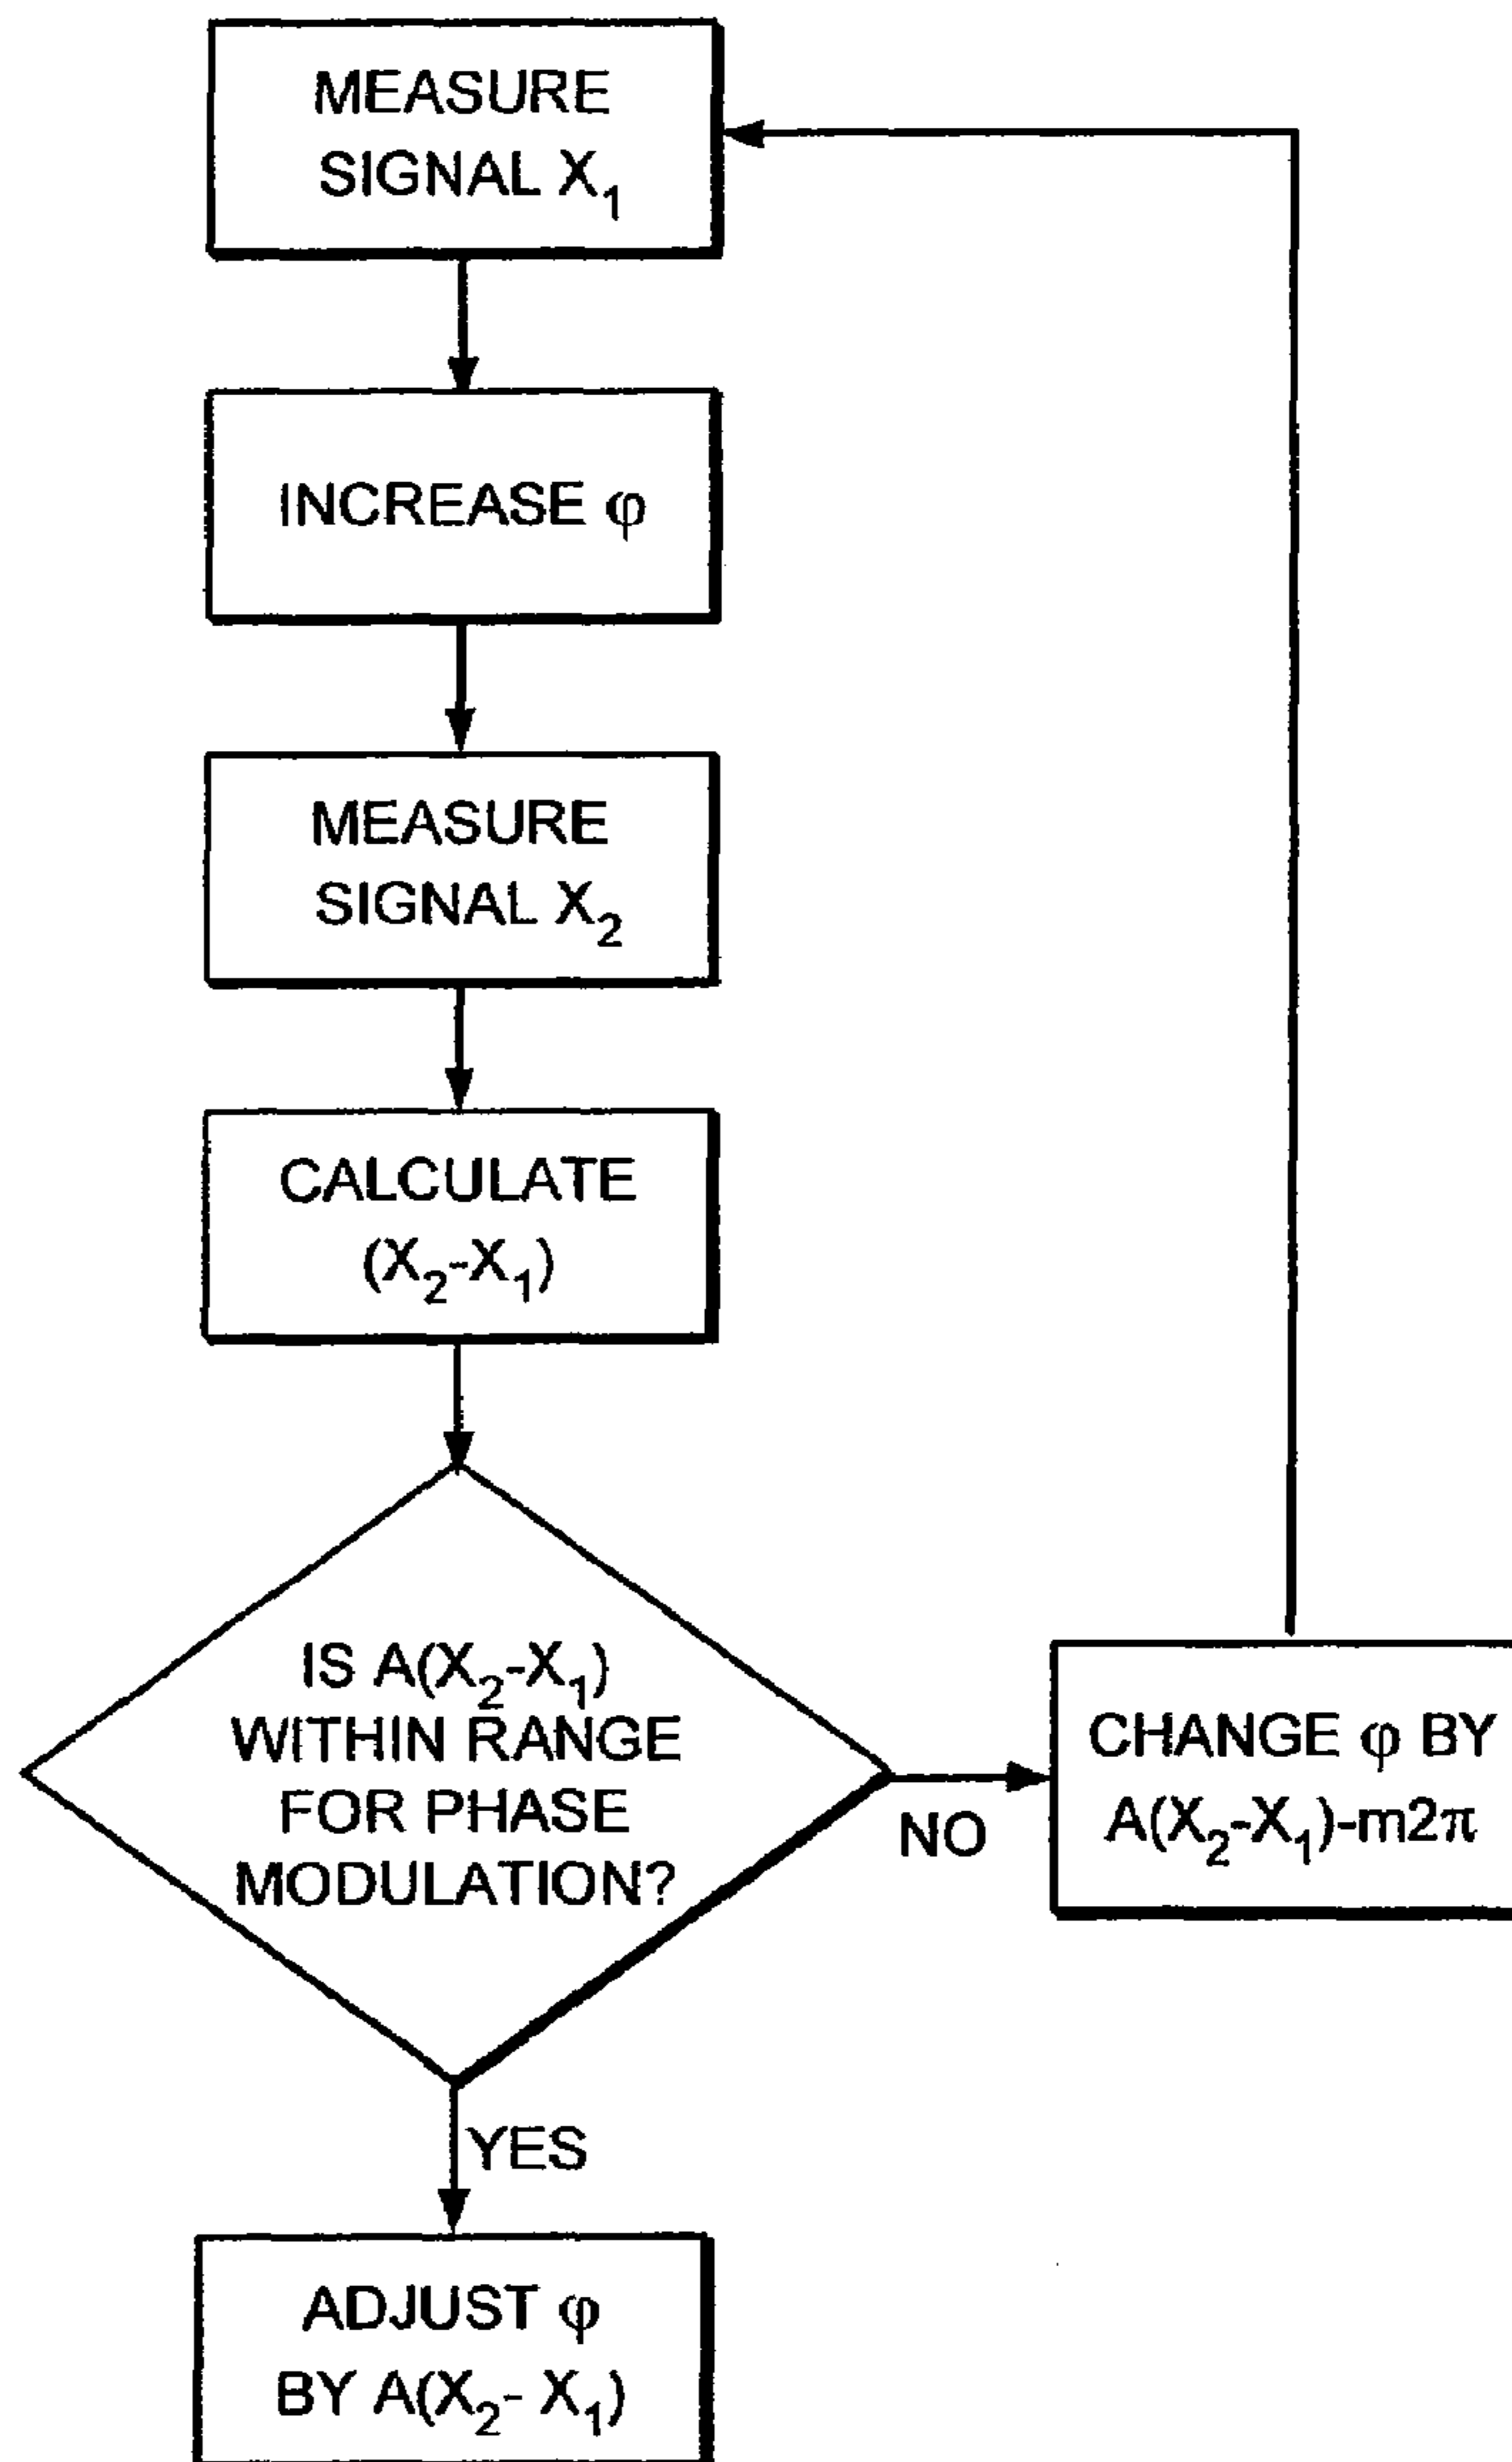 MEASURE
SIGNAL X₁
INCREASE φ
MEASURE
SIGNAL X₂
CALCULATE
(X₂-X₁)
IS A(X₂-X₁)
WITHIN RANGE
FOR PHASE
MODULATION?
NO
CHANGE φ BY
A(X₂-X₁)-m2π
YES
ADJUST φ
BY A(X₂- X₁)